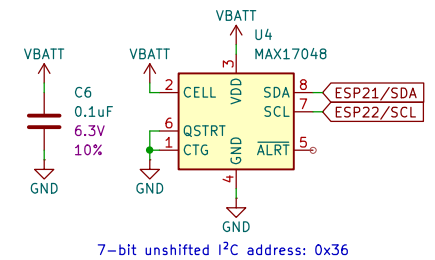 VBATT
U4
MAX17048
VBATT
VBATT
C6
0.1uF
6.3V
10%
GND
3
VDD
2
CELL
SDA
8
ESP21/SDA
SCL
7
ESP22/SCL
6
QSTRT
1
CTG
GND
ALRT
5
4
GND
GND
7-bit unshifted I²C address: 0x36